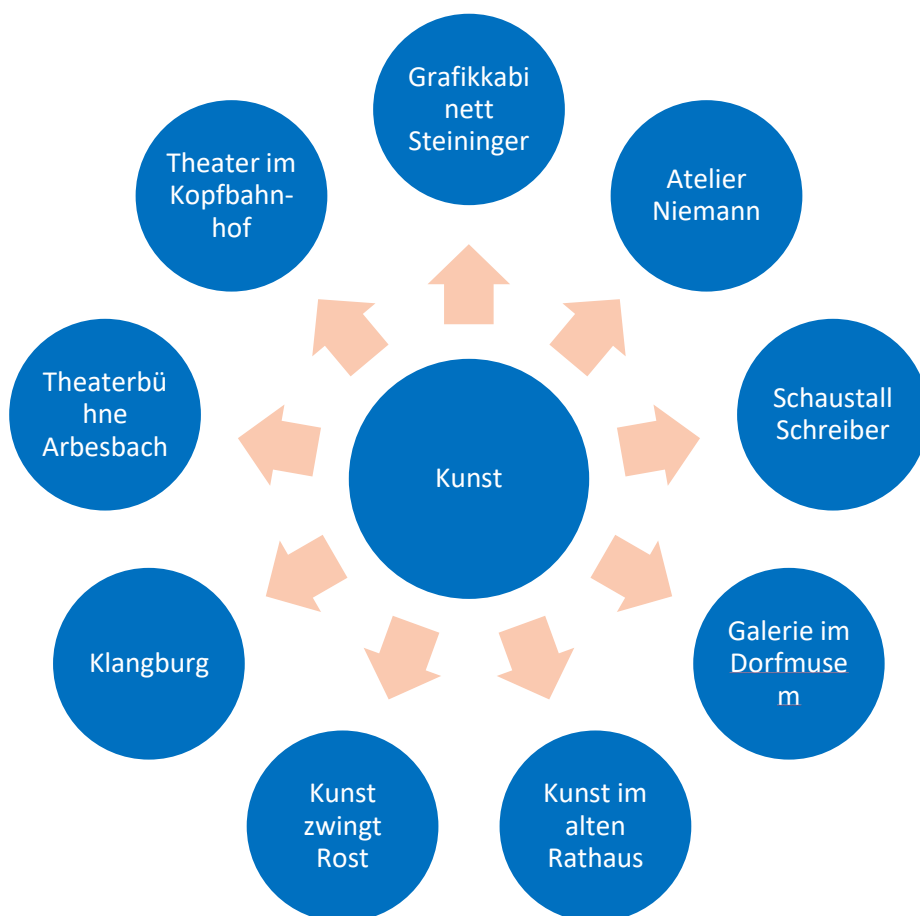 Grafikkabi
nett
Steininger
Atelier
Niemann
Schaustall
Schreiber
Galerie im
Dorfmuse
m
Kunst im
alten
Rathaus
Kunst
zwingt
Rost
Klangburg
Theaterbü
hne
Arbesbach
Theater im
Kopfbahn-
hof
Kunst